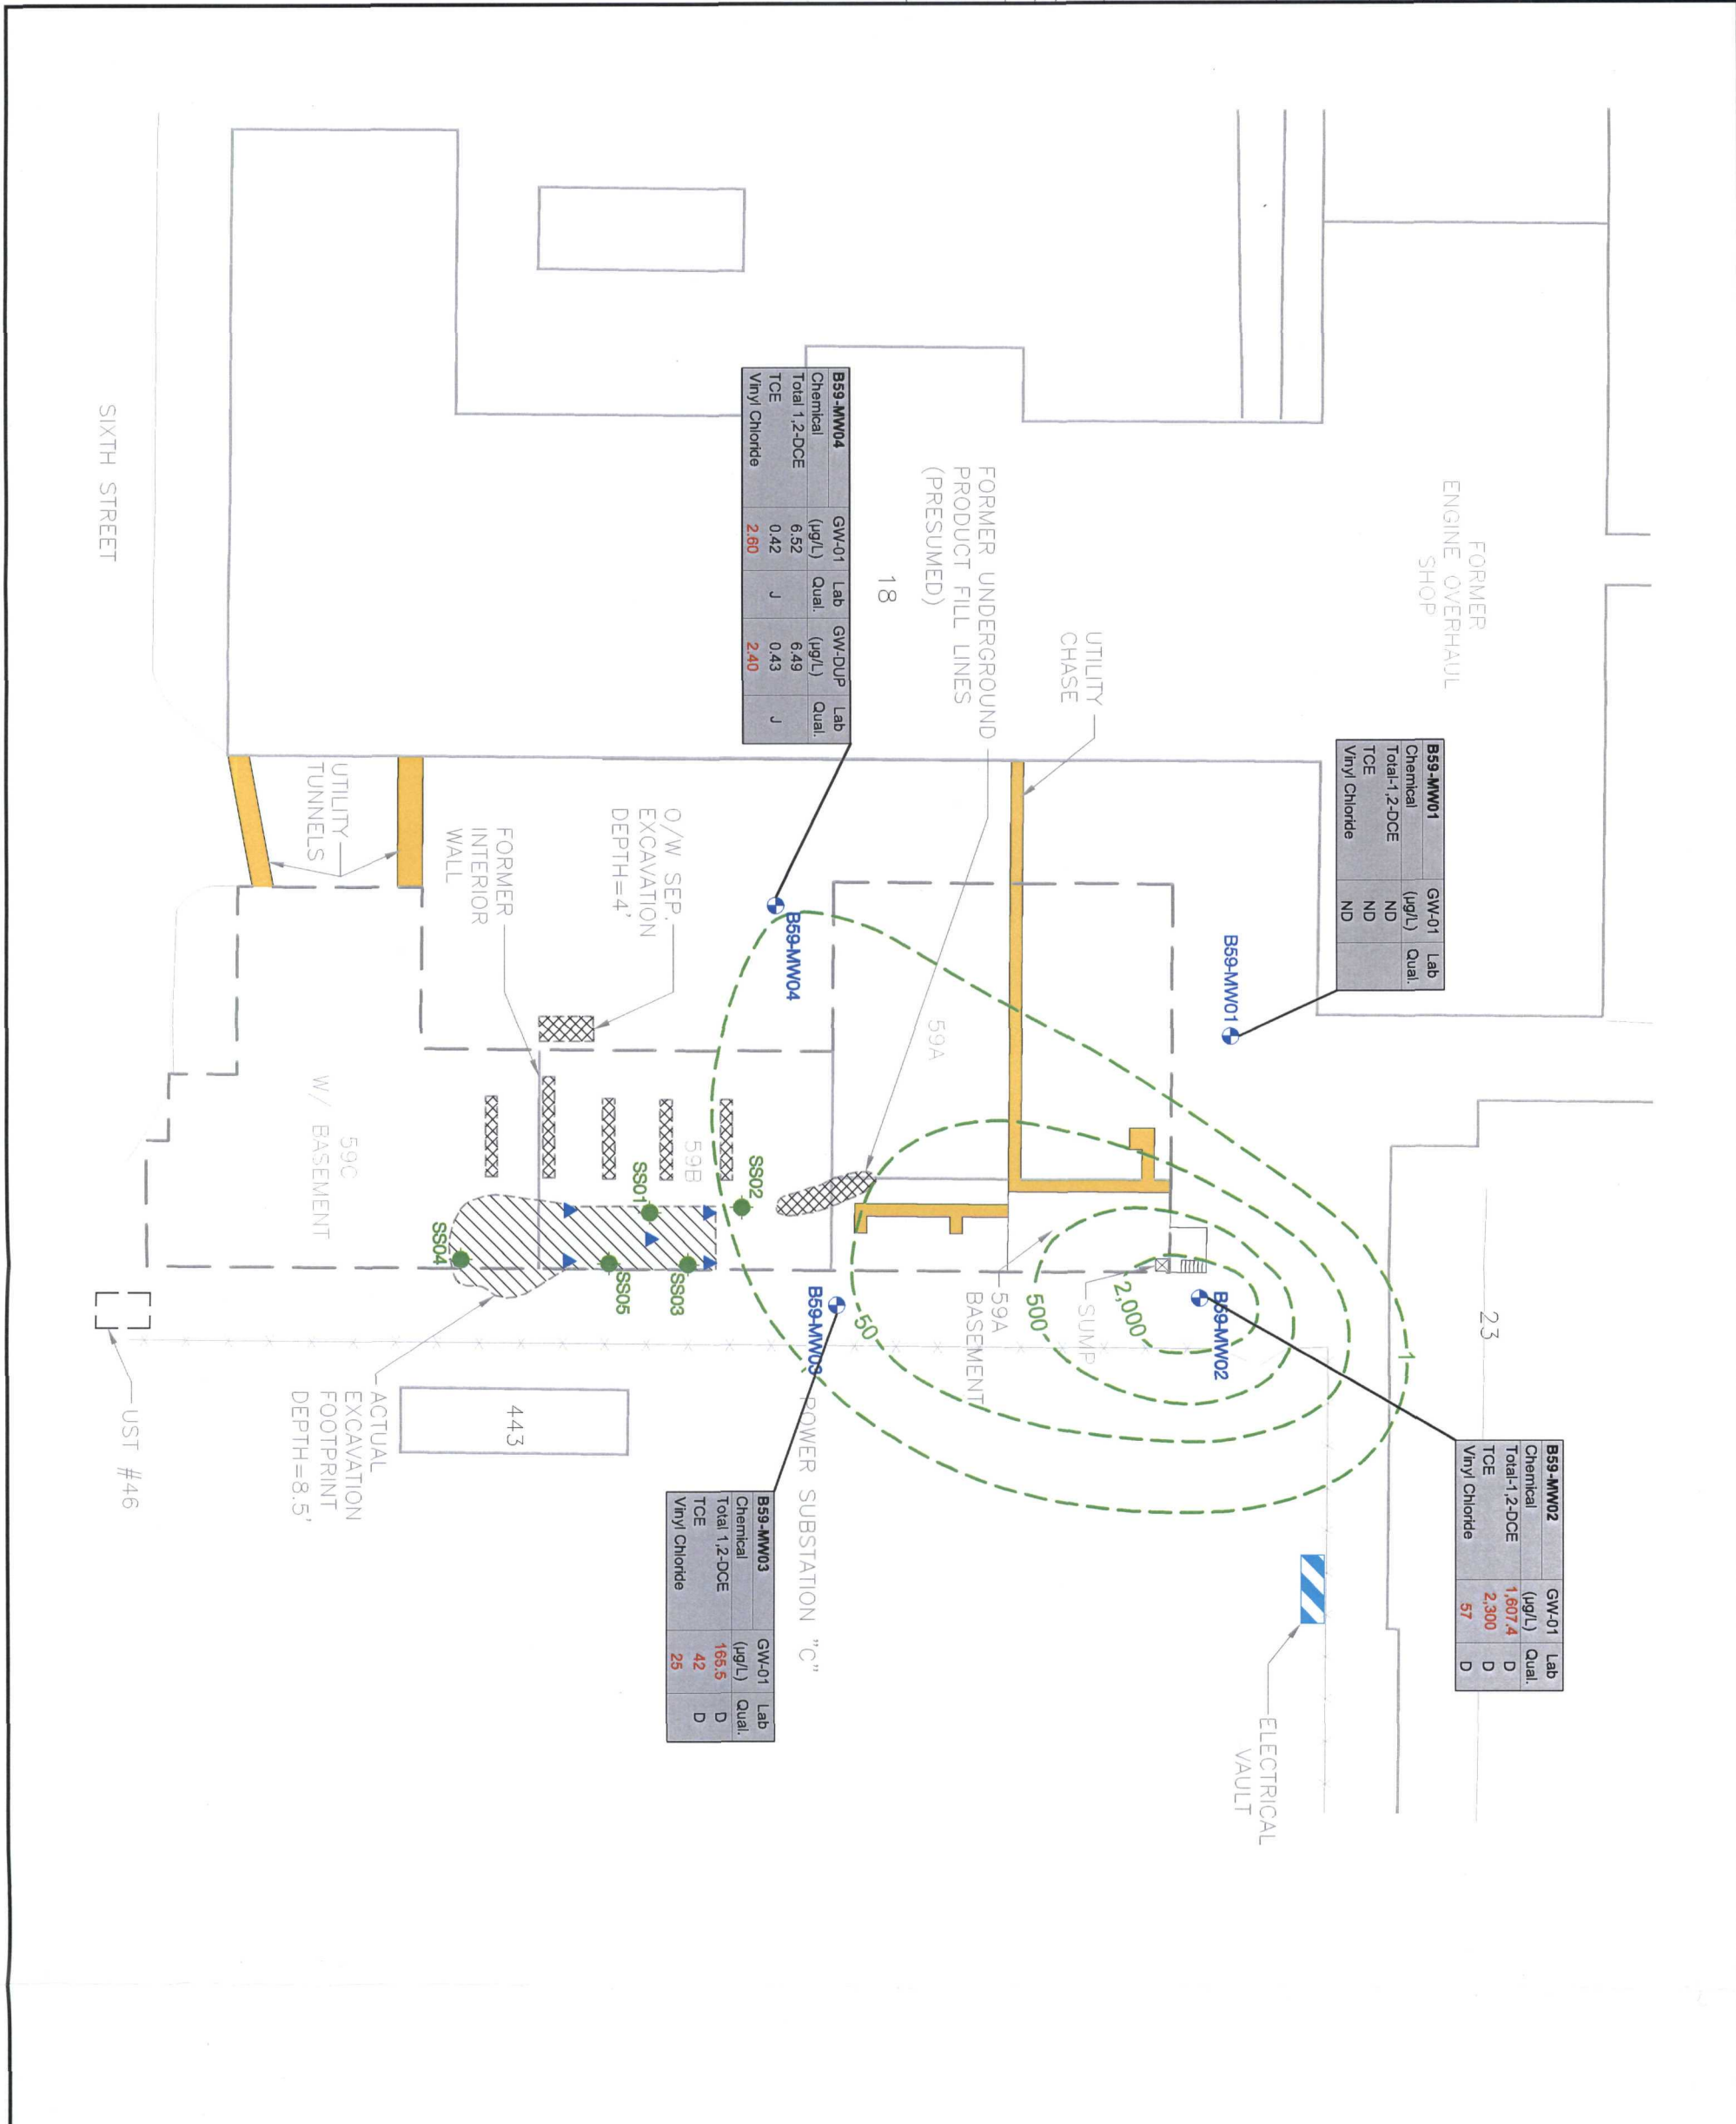 FORMER
ENGINE OVERHAUL
SHOP
B59-MW01
GW-01 Lab
Chemical (µg/L) Qual.
Total-1,2-DCE ND
TCE ND
Vinyl Chloride ND
B59-MW01
23
B59-MW02
GW-01 Lab
Chemical (µg/L) Qual.
Total-1,2-DCE 1,607.4 D
TCE 2,300 D
Vinyl Chloride 57 D
B59-MW02
ELECTRICAL
VAULT
UTILITY
CHASE
FORMER UNDERGROUND
PRODUCT FILL LINES
(PRESUMED)
18
59A
1
2,000
500
50
SUMP
59A
BASEMENT
B59-MW04
GW-01 Lab GW-DUP Lab
Chemical (µg/L) Qual. (µg/L) Qual.
Total 1,2-DCE 6.52 6.49
TCE 0.42 J 0.43 J
Vinyl Chloride 2.60 2.40
B59-MW04
B59-MW03
POWER SUBSTATION "C"
B59-MW03
GW-01 Lab
Chemical (µg/L) Qual.
Total 1,2-DCE 165.5 D
TCE 42 D
Vinyl Chloride 25
O/W SEP.
EXCAVATION
DEPTH=4'
FORMER
INTERIOR
WALL
59B
SS02
SS01
SS03
SS05
SS04
443
UTILITY
TUNNELS
59C
W/ BASEMENT
ACTUAL
EXCAVATION
FOOTPRINT
DEPTH=8.5'
UST #46
SIXTH STREET